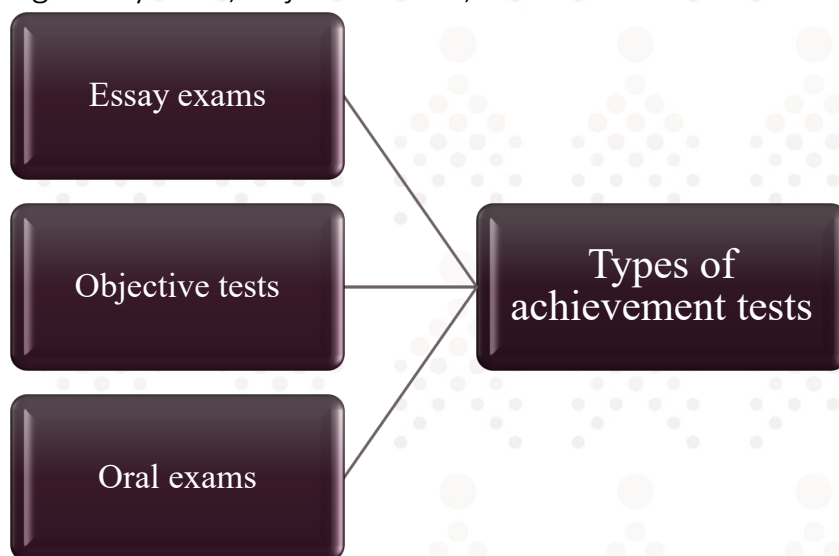 Essay exams
Objective tests
Oral exams
Types of
achievement tests